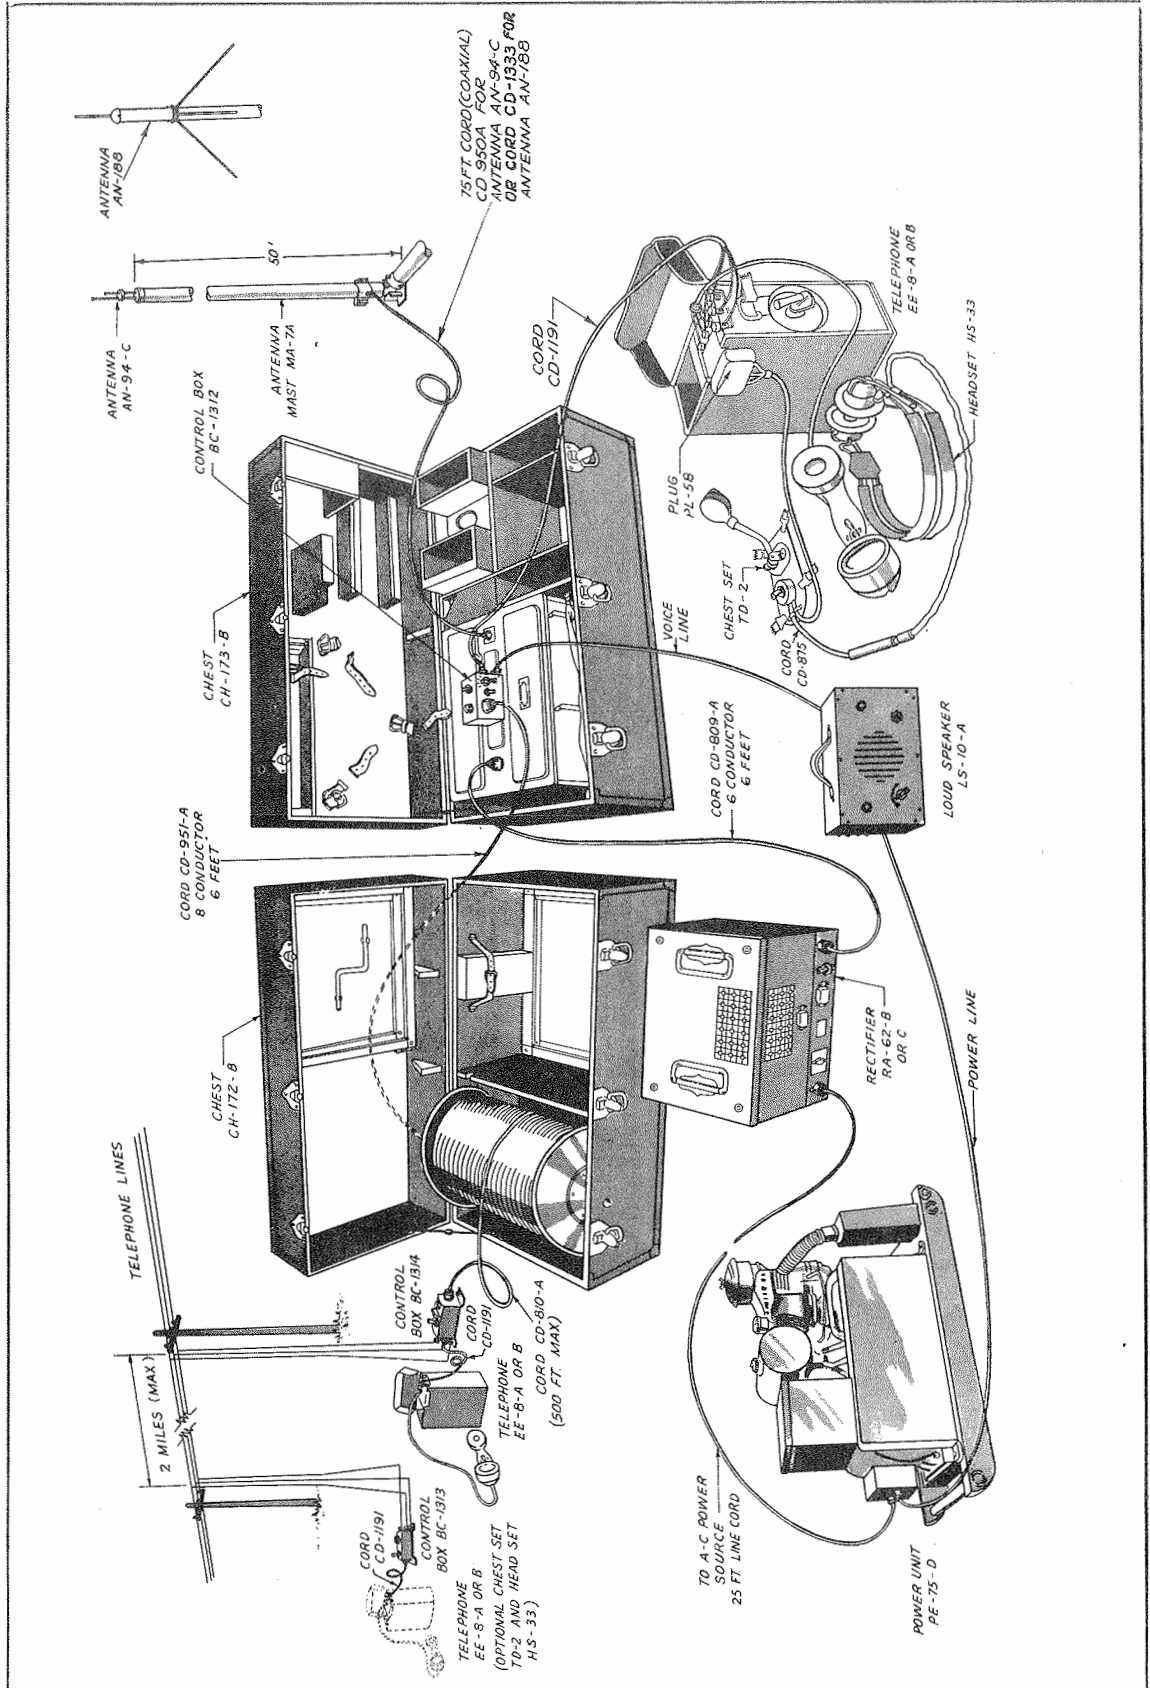 TELEPHONE LINES
2 MILES (MAX)
CORD
CD-1191
CONTROL
BOX BC-1313
TELEPHONE
EE-8-A OR B
(OPTIONAL CHEST SET
TD-2 AND HEAD SET
HS-33)
CONTROL
BOX BC-1314
CORD
CD-1191
TELEPHONE
EE-8-A OR B
CORD CD-810-A
(500 FT. MAX)
CHEST
CH-172-B
CORD CD-951-A
8 CONDUCTOR
6 FEET
CHEST
CH-173-B
CONTROL BOX
BC-1312
ANTENNA
AN-94-C
ANTENNA
MAST MA-7A
50'
ANTENNA
AN-188
75 FT CORD (COAXIAL)
CD 950A FOR
ANTENNA AN-94-C
OR CORD CD-1333 FOR
ANTENNA AN-188
CORD
CD-1191
TELEPHONE
EE-8-A OR B
HEADSET HS-33
PLUG
PL-58
CHEST SET
TD-2
CORD
CD-875
VOICE
LINE
CORD CD-809-A
6 CONDUCTOR
6 FEET
LOUD SPEAKER
LS-10-A
RECTIFIER
RA-62-B
OR C
POWER LINE
TO A-C POWER
SOURCE
25 FT. LINE CORD
POWER UNIT
PE-75-D